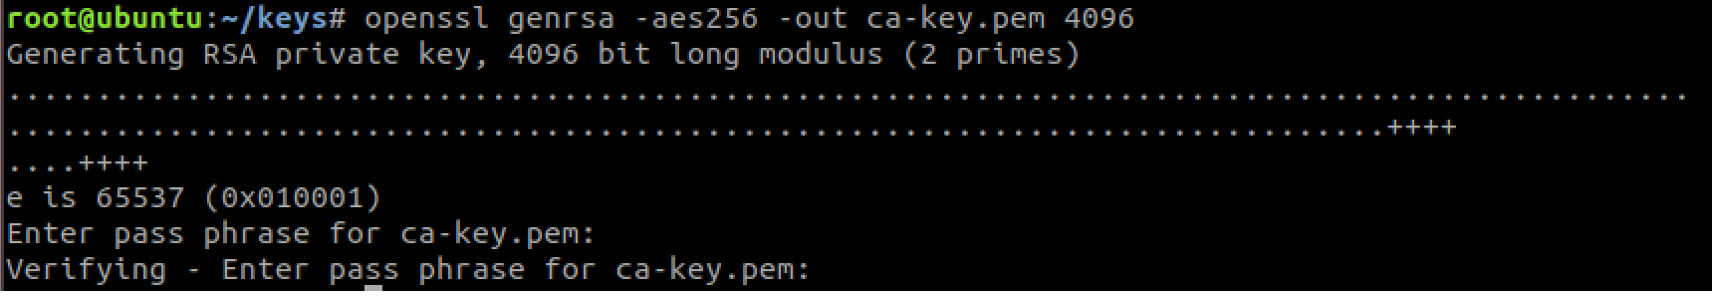 root@ubuntu:~/keys# openssl genrsa -aes256 -out ca-key.pem 4096
Generating RSA private key, 4096 bit long modulus (2 primes)
..............................................................................................
.............................................................................++++
....++++
e is 65537 (0x010001)
Enter pass phrase for ca-key.pem:
Verifying - Enter pass phrase for ca-key.pem: